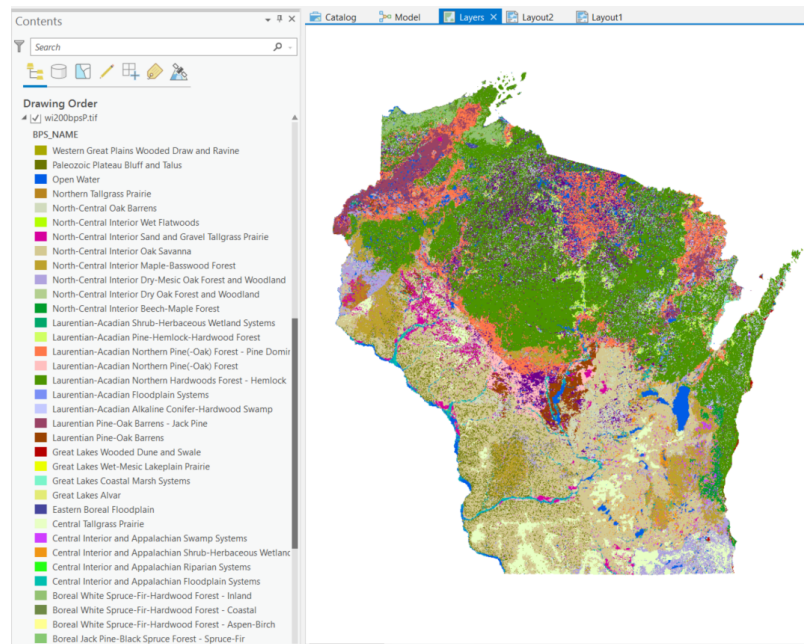 Contents
Search
Drawing Order
wi200bpsP.tif
BPS_NAME
Western Great Plains Wooded Draw and Ravine
Paleozoic Plateau Bluff and Talus
Open Water
Northern Tallgrass Prairie
North-Central Oak Barrens
North-Central Interior Wet Flatwoods
North-Central Interior Sand and Gravel Tallgrass Prairie
North-Central Interior Oak Savanna
North-Central Interior Maple-Basswood Forest
North-Central Interior Dry-Mesic Oak Forest and Woodland
North-Central Interior Dry Oak Forest and Woodland
North-Central Interior Beech-Maple Forest
Laurentian-Acadian Shrub-Herbaceous Wetland Systems
Laurentian-Acadian Pine-Hemlock-Hardwood Forest
Laurentian-Acadian Northern Pine(-Oak) Forest - Pine Domir
Laurentian-Acadian Northern Pine(-Oak) Forest
Laurentian-Acadian Northern Hardwoods Forest - Hemlock
Laurentian-Acadian Floodplain Systems
Laurentian-Acadian Alkaline Conifer-Hardwood Swamp
Laurentian Pine-Oak Barrens - Jack Pine
Laurentian Pine-Oak Barrens
Great Lakes Wooded Dune and Swale
Great Lakes Wet-Mesic Lakeplain Prairie
Great Lakes Coastal Marsh Systems
Great Lakes Alvar
Eastern Boreal Floodplain
Central Tallgrass Prairie
Central Interior and Appalachian Swamp Systems
Central Interior and Appalachian Shrub-Herbaceous Wetland
Central Interior and Appalachian Riparian Systems
Central Interior and Appalachian Floodplain Systems
Boreal White Spruce-Fir-Hardwood Forest - Inland
Boreal White Spruce-Fir-Hardwood Forest - Coastal
Boreal White Spruce-Fir-Hardwood Forest - Aspen-Birch
Boreal Jack Pine-Black Spruce Forest - Spruce-Fir
Catalog Model Layers Layout2 Layout1